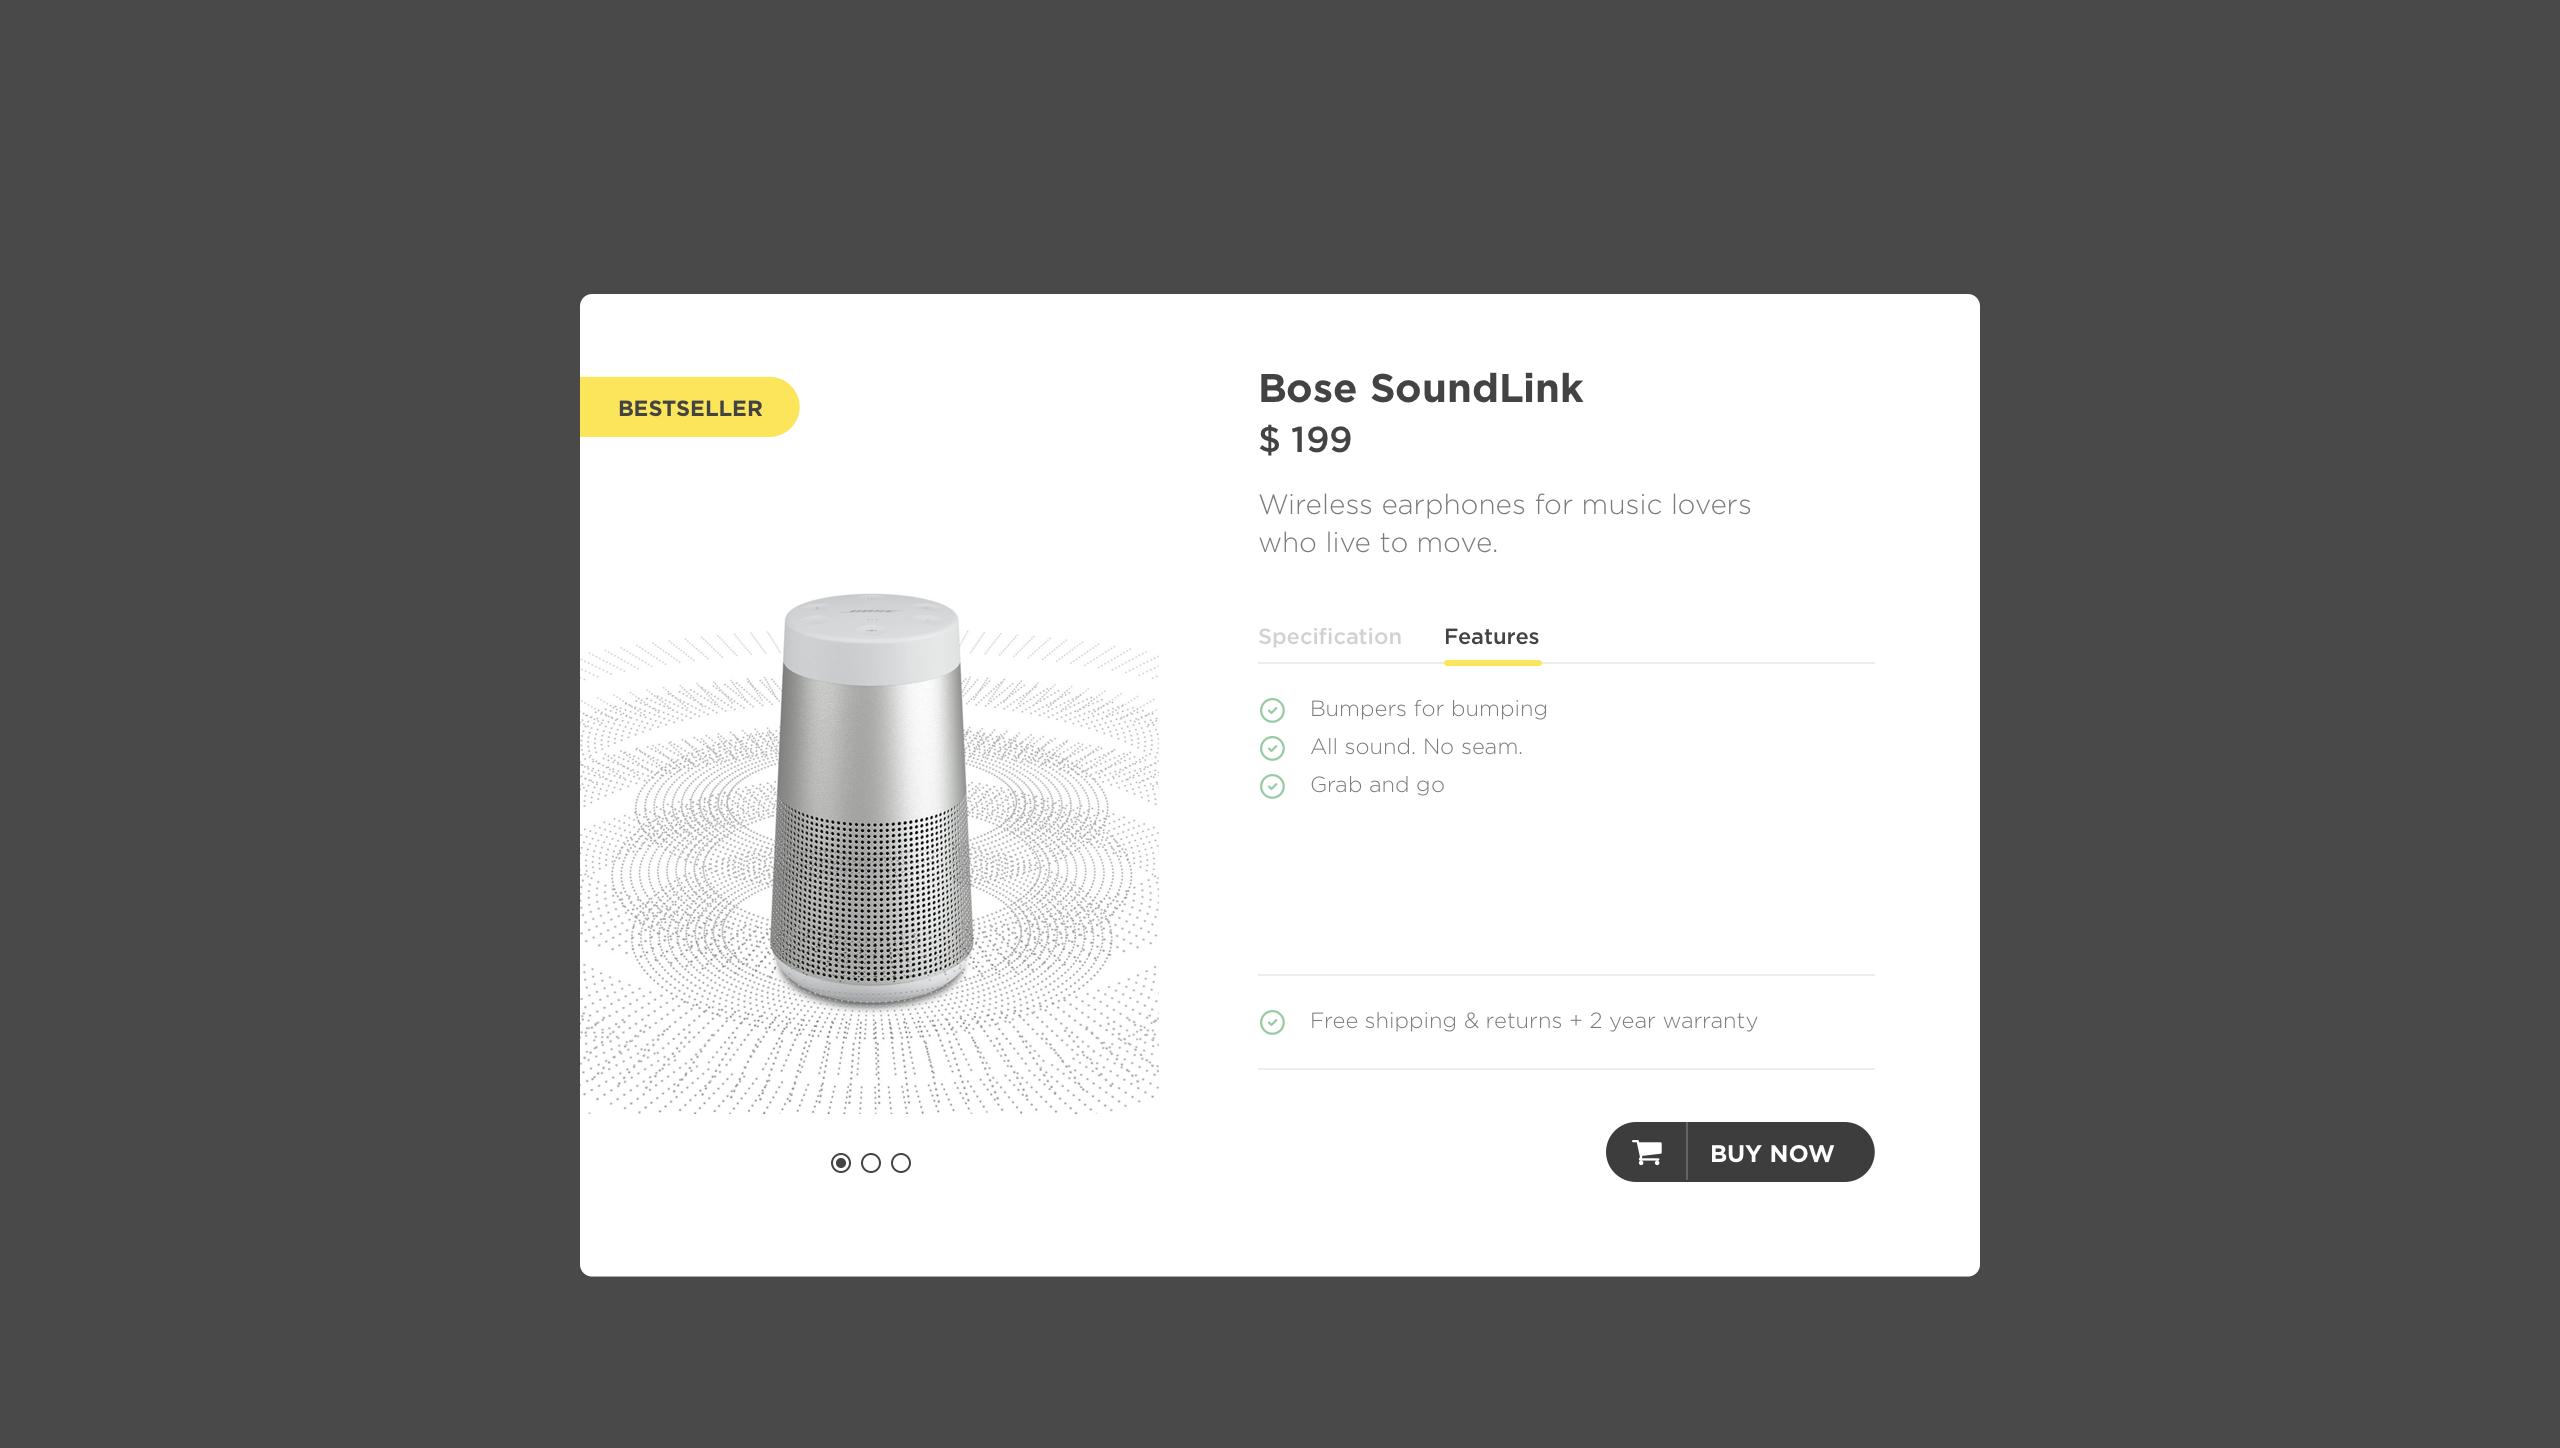 BESTSELLER
Bose SoundLink
$ 199
Wireless earphones for music lovers
who live to move.
Specification
Features
Bumpers for bumping
All sound. No seam.
Grab and go
Free shipping & returns + 2 year warranty
BUY NOW